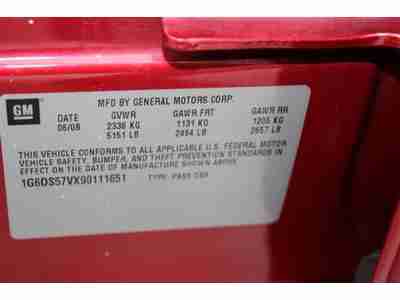 GM
MFD BY GENERAL MOTORS CORP.
DATE GVWR GAWR FRT GAWR RR
06/08 2336 KG 1131 KG 1205 KG
5151 LB 2494 LB 2657 LB
THIS VEHICLE CONFORMS TO ALL APPLICABLE U.S. FEDERAL MOTOR
VEHICLE SAFETY, BUMPER, AND THEFT PREVENTION STANDARDS IN
EFFECT ON THE DATE OF MANUFACTURE SHOWN ABOVE.
1G6DS57VX90111651 TYPE: PASS CAR